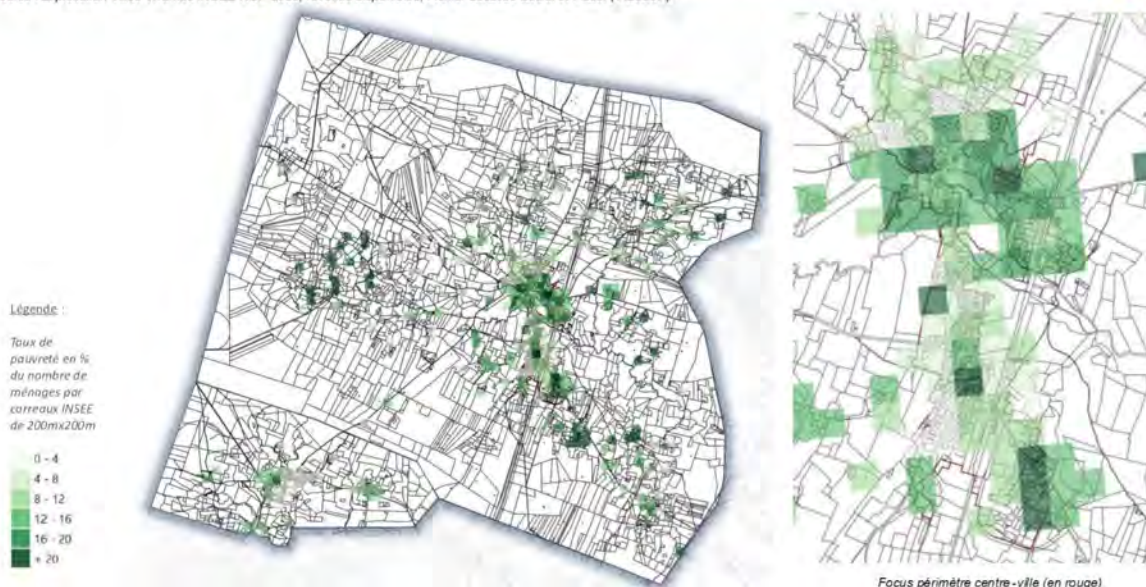 Légende :
Taux de
pauvreté en %
du nombre de
ménages par
carreaux INSEE
de 200mx200m
0 - 4
4 - 8
8 - 12
12 - 16
16 - 20
+ 20
Focus périmètre centre-ville (en rouge)